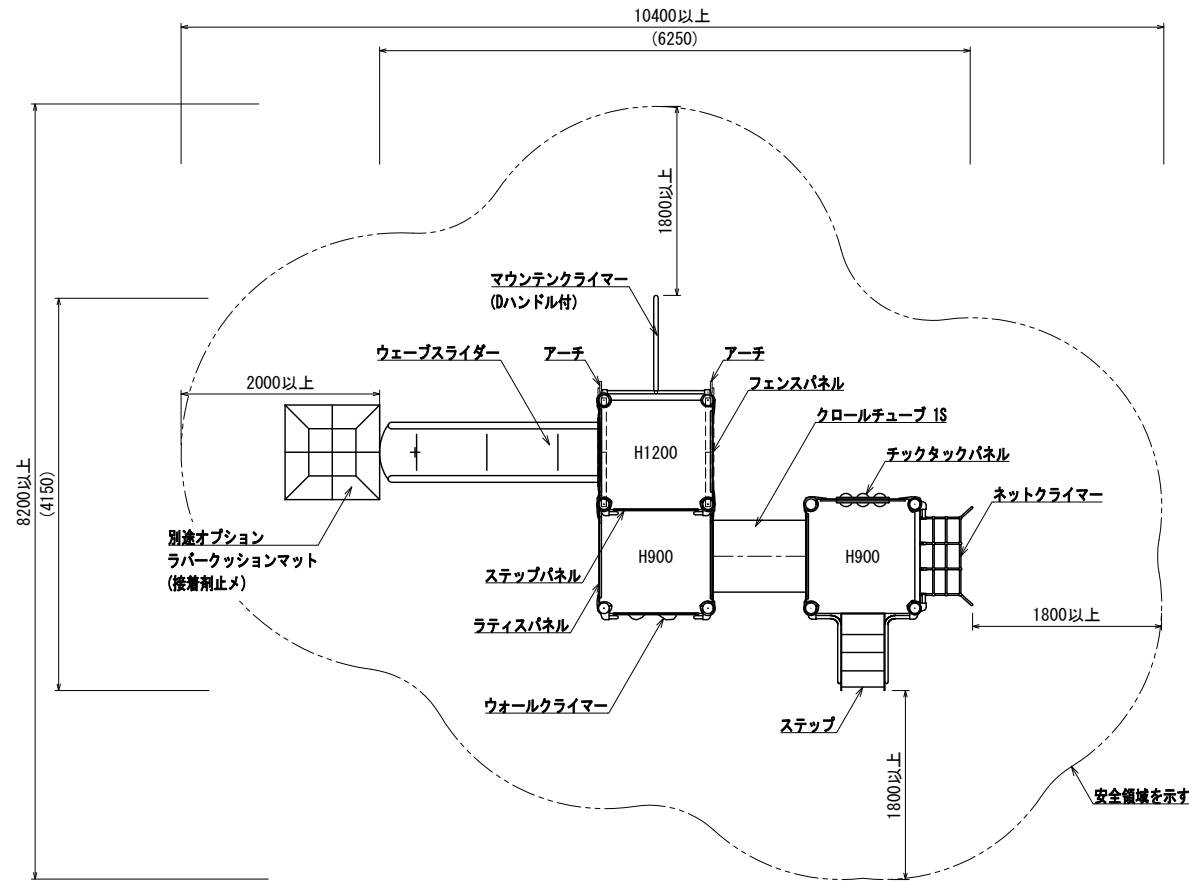 10400以上
(6250)
8200以上
(4150)
1800以上
マウンテンクライマー
(Dハンドル付)
ウェーブスライダー
アーチ
アーチ
フェンスパネル
2000以上
クロールチューブ 1S
H1200
チックタックパネル
ネットクライマー
別途オプション
ラバークッションマット
(接着剤止メ)
ステップパネル
H900
H900
ラティスパネル
1800以上
ウォールクライマー
ステップ
1800以上
安全領域を示す